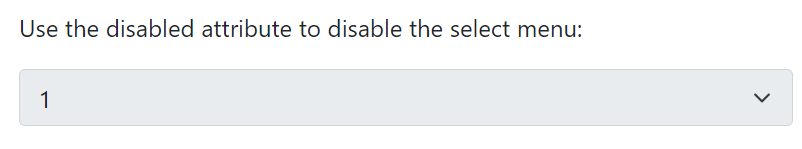 Use the disabled attribute to disable the select menu:
1